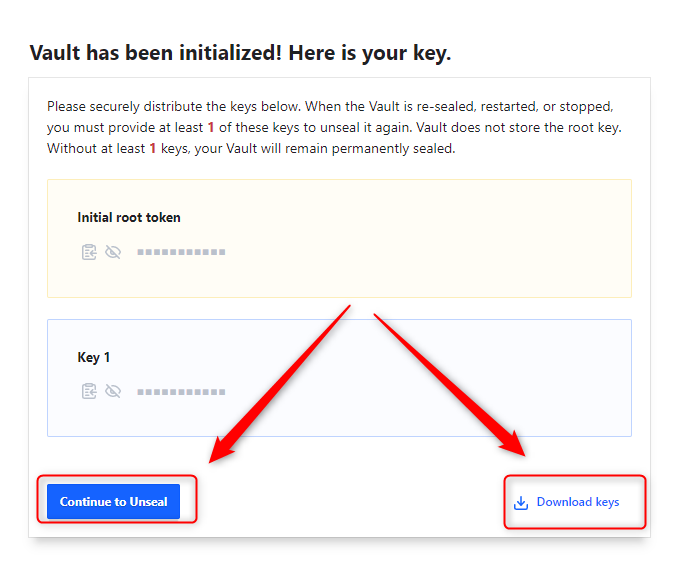 Vault has been initialized! Here is your key.
Please securely distribute the keys below. When the Vault is re-sealed, restarted, or stopped,
you must provide at least 1 of these keys to unseal it again. Vault does not store the root key.
Without at least 1 keys, your Vault will remain permanently sealed.
Initial root token
Key 1
Continue to Unseal
Download keys